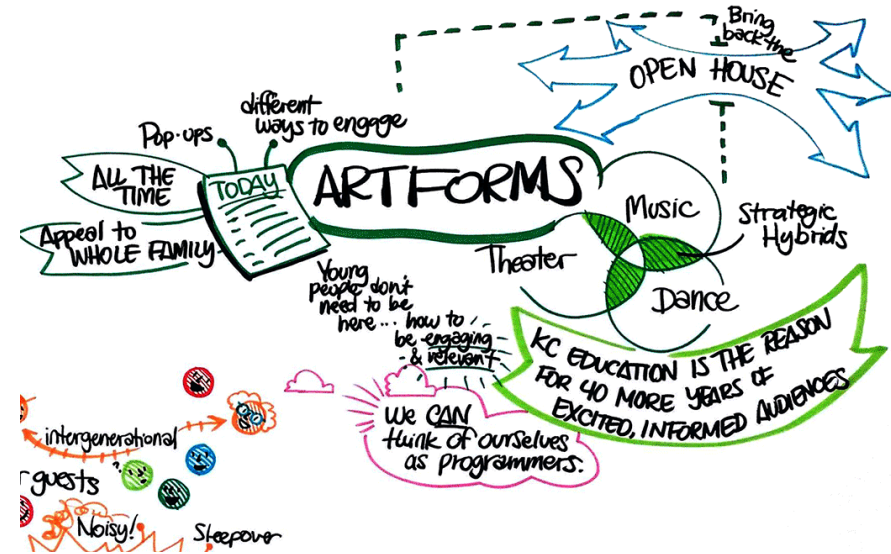 Bring
back the
OPEN HOUSE
different
ways to engage
Pop-ups
ALL THE
TIME
TODAY
ARTFORMS
Appeal to
WHOLE FAMILY
Music
Theater
Dance
Strategic
Hybrids
Young
people don't
need to be
here... how to
be engaging
& relevant
KC EDUCATION IS THE REASON
FOR 40 MORE YEARS OF
EXCITED, INFORMED AUDIENCES
We CAN
think of ourselves
as programmers.
intergenerational
guests
Noisy!
Sleepover